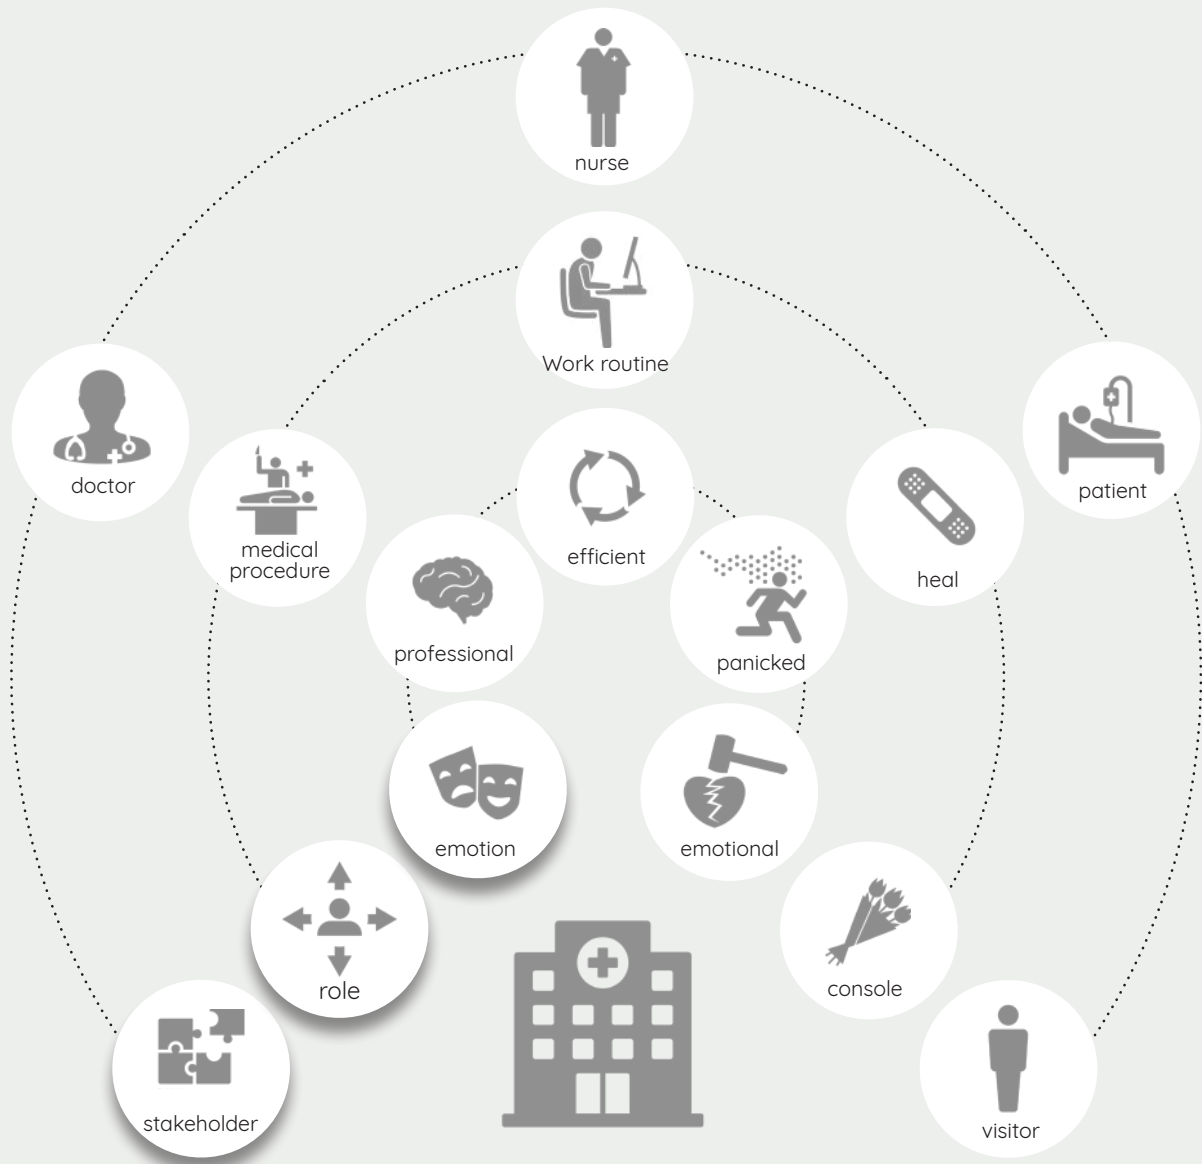 nurse
Work routine
doctor
patient
medical
procedure
efficient
heal
professional
panicked
emotion
emotional
role
console
stakeholder
visitor